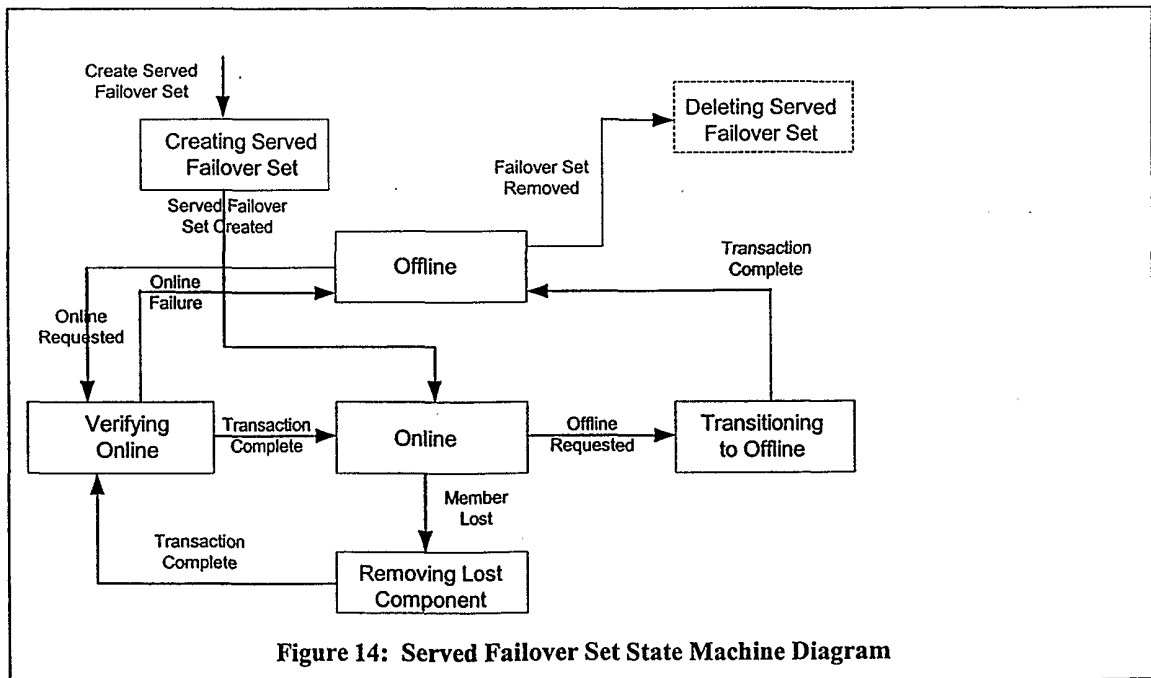 Create Served
Failover Set
Creating Served
Failover Set
Deleting Served
Failover Set
Failover Set
Removed
Served Failover
Set Created
Offline
Transaction
Complete
Online
Failure
Online
Requested
Verifying
Online
Transaction
Complete
Online
Offline
Requested
Transitioning
to Offline
Member
Lost
Transaction
Complete
Removing Lost
Component
Figure 14: Served Failover Set State Machine Diagram